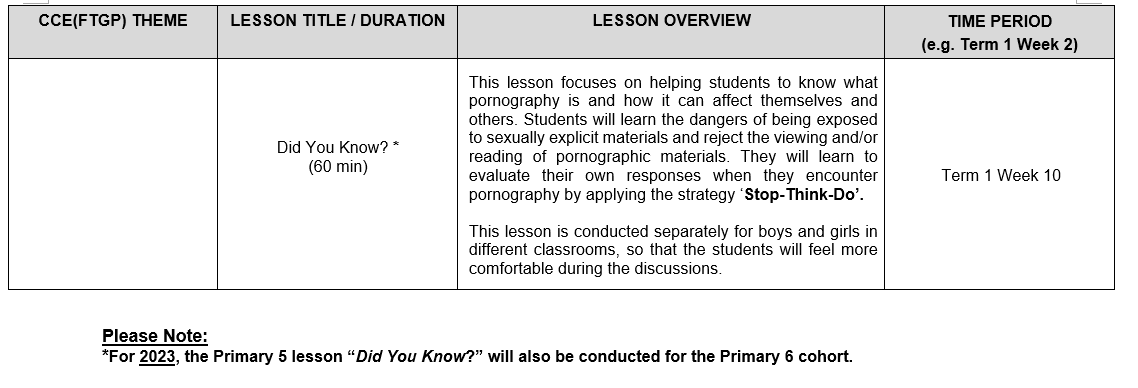 CCE(FTGP) THEME
LESSON TITLE / DURATION
LESSON OVERVIEW
TIME PERIOD
(e.g. Term 1 Week 2)
Did You Know? *
(60 min)
This lesson focuses on helping students to know what
pornography is and how it can affect themselves and
others. Students will learn the dangers of being exposed
to sexually explicit materials and reject the viewing and/or
reading of pornographic materials. They will learn to
evaluate their own responses when they encounter
pornography by applying the strategy ‘Stop-Think-Do’.
This lesson is conducted separately for boys and girls in
different classrooms, so that the students will feel more
comfortable during the discussions.
Term 1 Week 10
Please Note:
*For 2023, the Primary 5 lesson “Did You Know?” will also be conducted for the Primary 6 cohort.